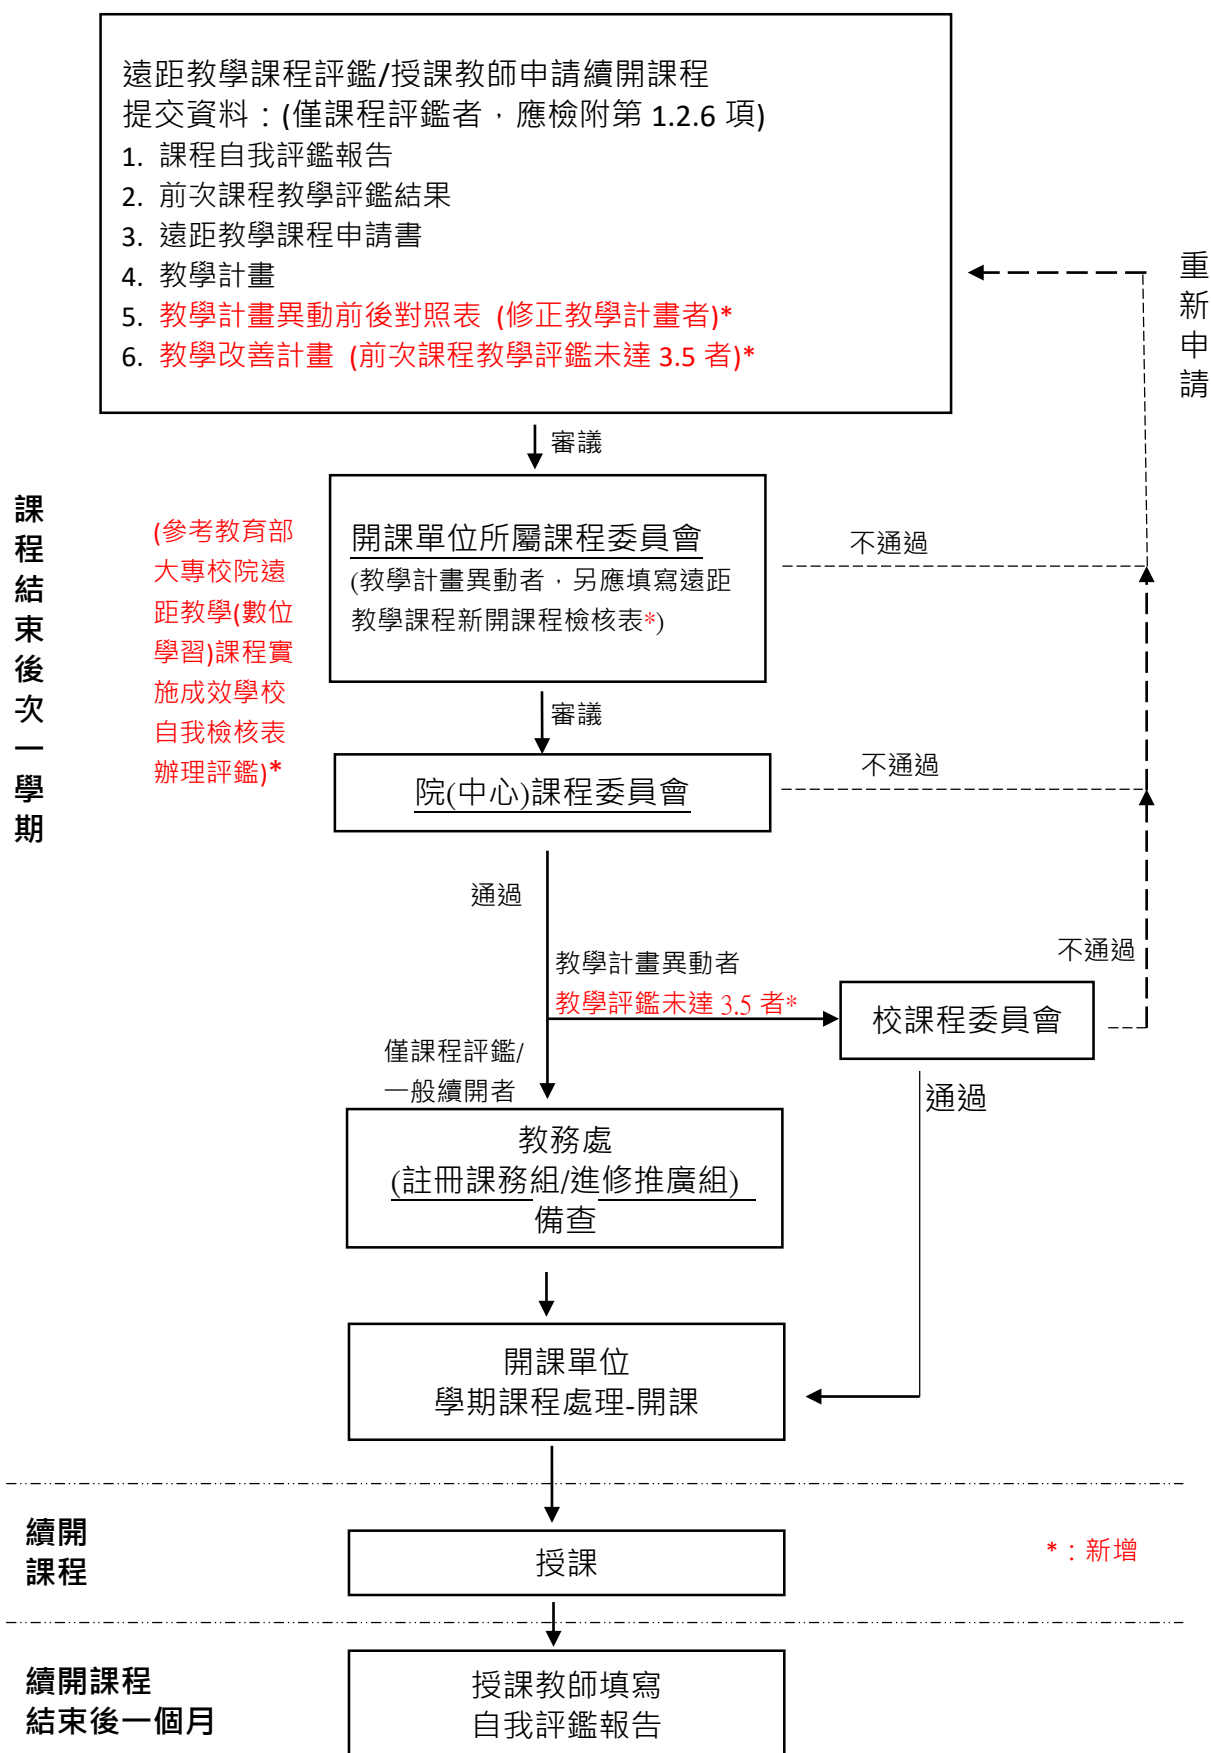 遠距教學課程評鑑/授課教師申請續開課程
提交資料：(僅課程評鑑者，應檢附第 1.2.6 項)
1. 課程自我評鑑報告
2. 前次課程教學評鑑結果
3. 遠距教學課程申請書
4. 教學計畫
5. 教學計畫異動前後對照表 (修正教學計畫者)*
6. 教學改善計畫 (前次課程教學評鑑未達 3.5 者)*
重新申請
審議
課程結束後次一學期
(參考教育部
大專校院遠
距教學(數位
學習)課程實
施成效學校
自我檢核表
辦理評鑑)*
開課單位所屬課程委員會
(教學計畫異動者，另應填寫遠距
教學課程新開課程檢核表*)
不通過
審議
院(中心)課程委員會
不通過
通過
教學計畫異動者
教學評鑑未達 3.5 者*
校課程委員會
不通過
僅課程評鑑/
一般續開者
通過
教務處
(註冊課務組/進修推廣組)
備查
開課單位
學期課程處理-開課
續開
課程
授課
*：新增
續開課程
結束後一個月
授課教師填寫
自我評鑑報告